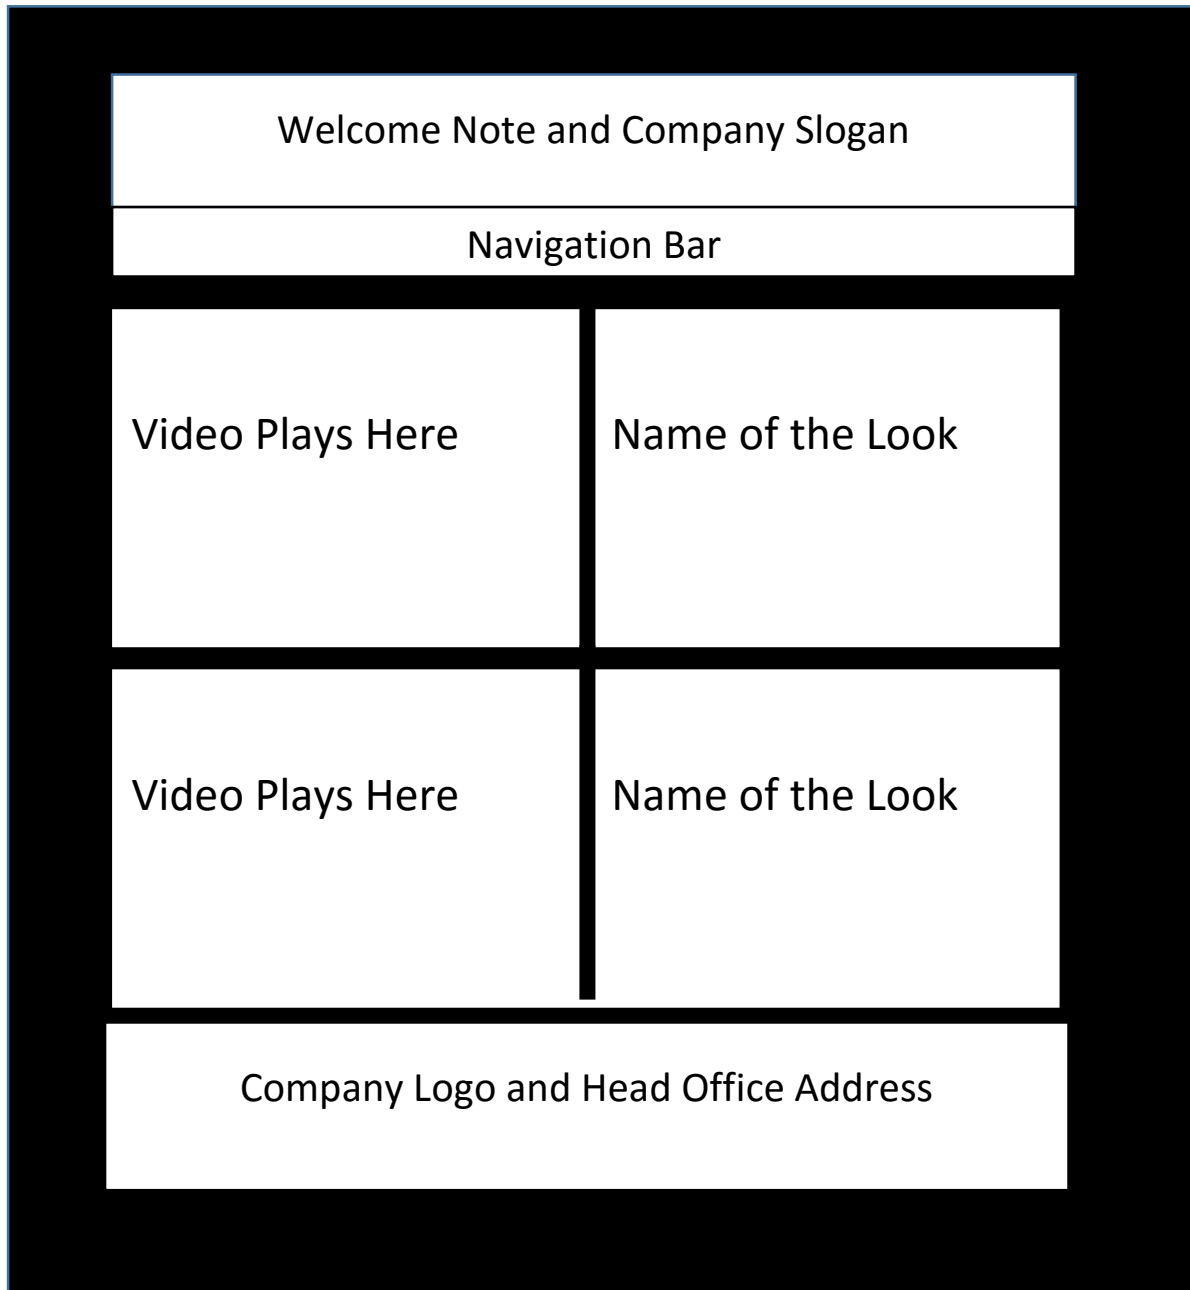 Welcome Note and Company Slogan
Navigation Bar
Video Plays Here
Name of the Look
Video Plays Here
Name of the Look
Company Logo and Head Office Address